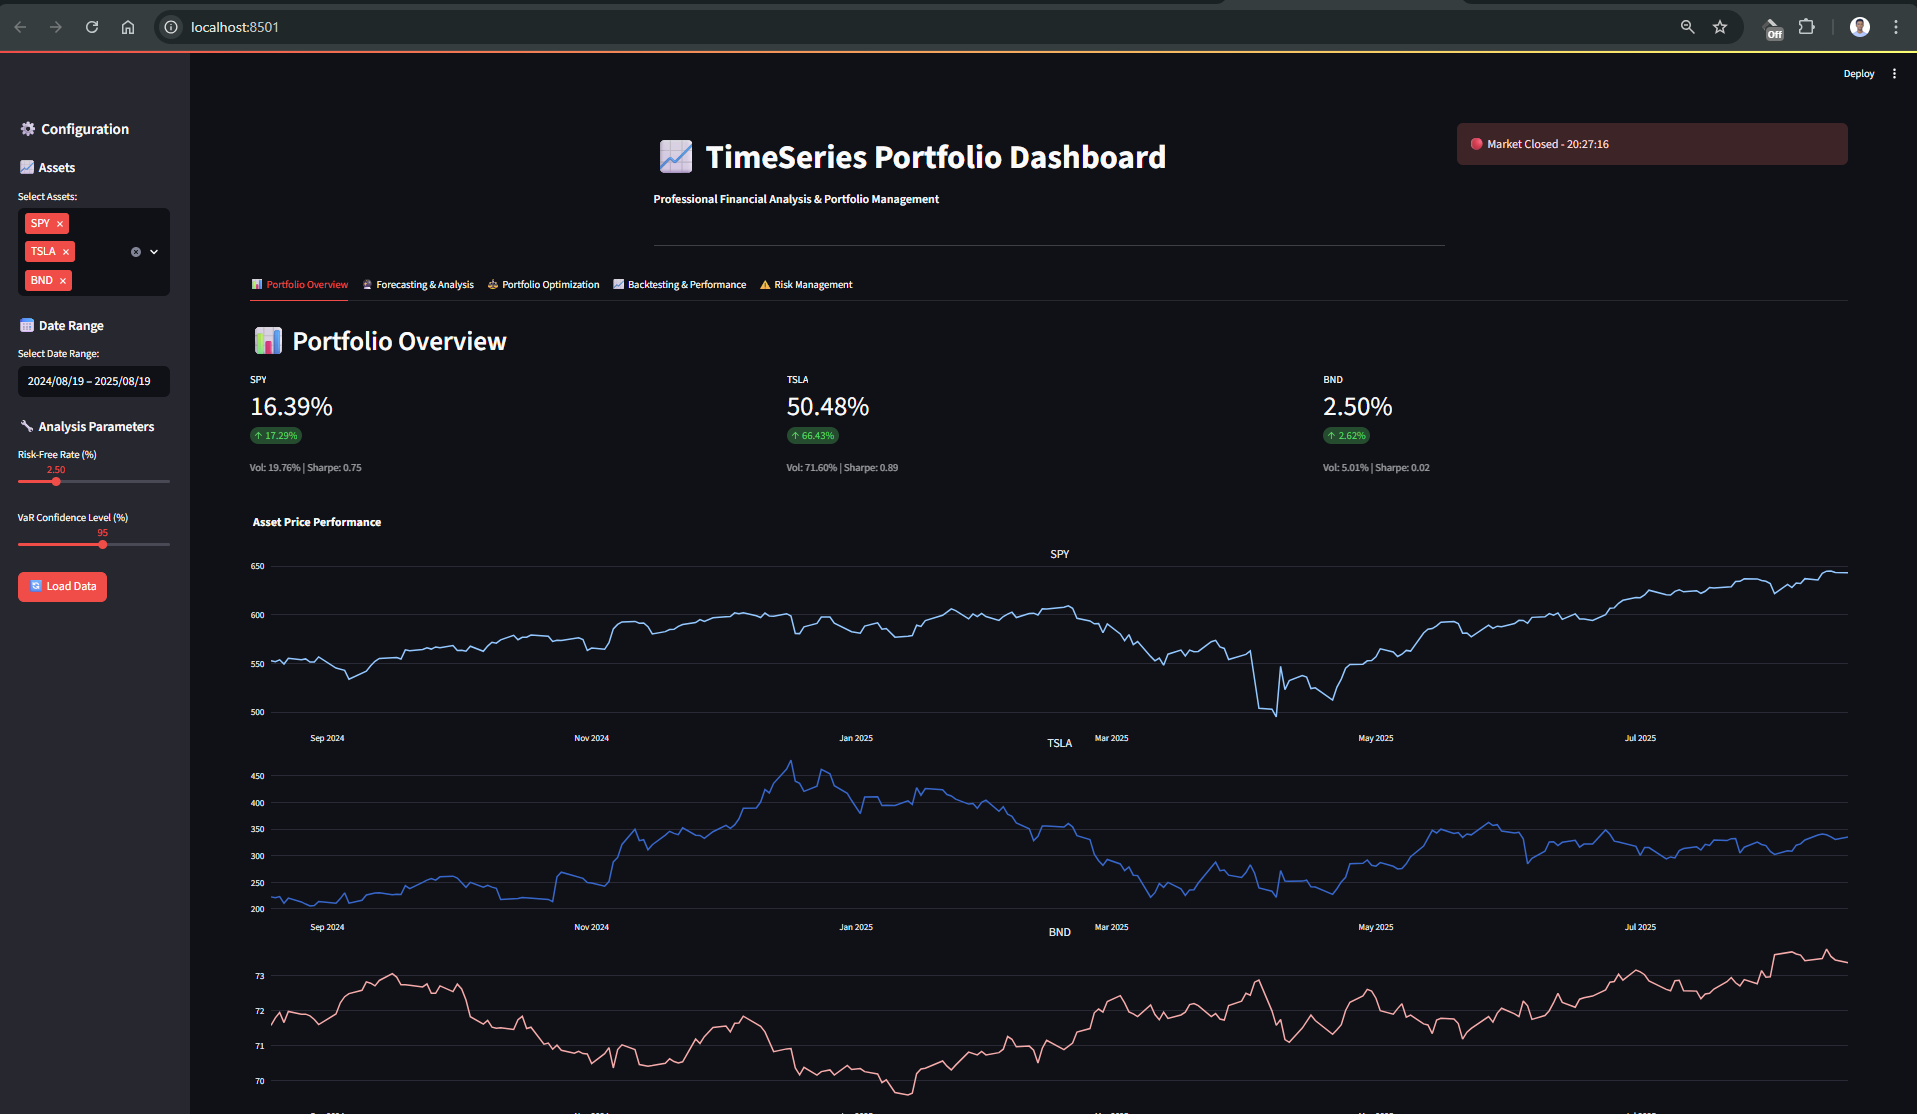 localhost:8501
Off
Deploy
Configuration
Assets
Select Assets:
SPY ×
TSLA ×
BND ×
Date Range
Select Date Range:
2024/08/19 – 2025/08/19
Analysis Parameters
Risk-Free Rate (%)
2.50
VaR Confidence Level (%)
95
Load Data
TimeSeries Portfolio Dashboard
Professional Financial Analysis & Portfolio Management
Market Closed - 20:27:16
Portfolio Overview Forecasting & Analysis Portfolio Optimization Backtesting & Performance Risk Management
Portfolio Overview
SPY
16.39%
↑ 17.29%
Vol: 19.76% | Sharpe: 0.75
TSLA
50.48%
↑ 66.43%
Vol: 71.60% | Sharpe: 0.89
BND
2.50%
↑ 2.62%
Vol: 5.01% | Sharpe: 0.02
Asset Price Performance
SPY
650
600
550
500
Sep 2024 Nov 2024 Jan 2025 Mar 2025 May 2025 Jul 2025
TSLA
450
400
350
300
250
200
Sep 2024 Nov 2024 Jan 2025 Mar 2025 May 2025 Jul 2025
BND
73
72
71
70